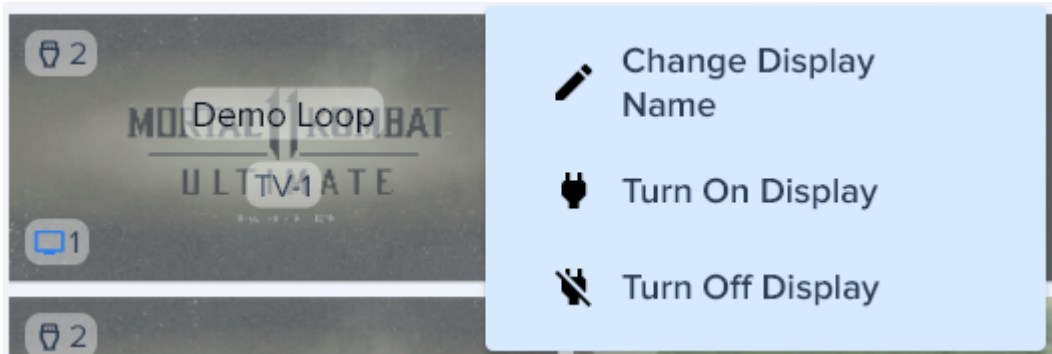 2
Demo Loop
MORTAL 11 KOMBAT
ULTIMATE
TV-1
1
2
Change Display
Name
Turn On Display
Turn Off Display